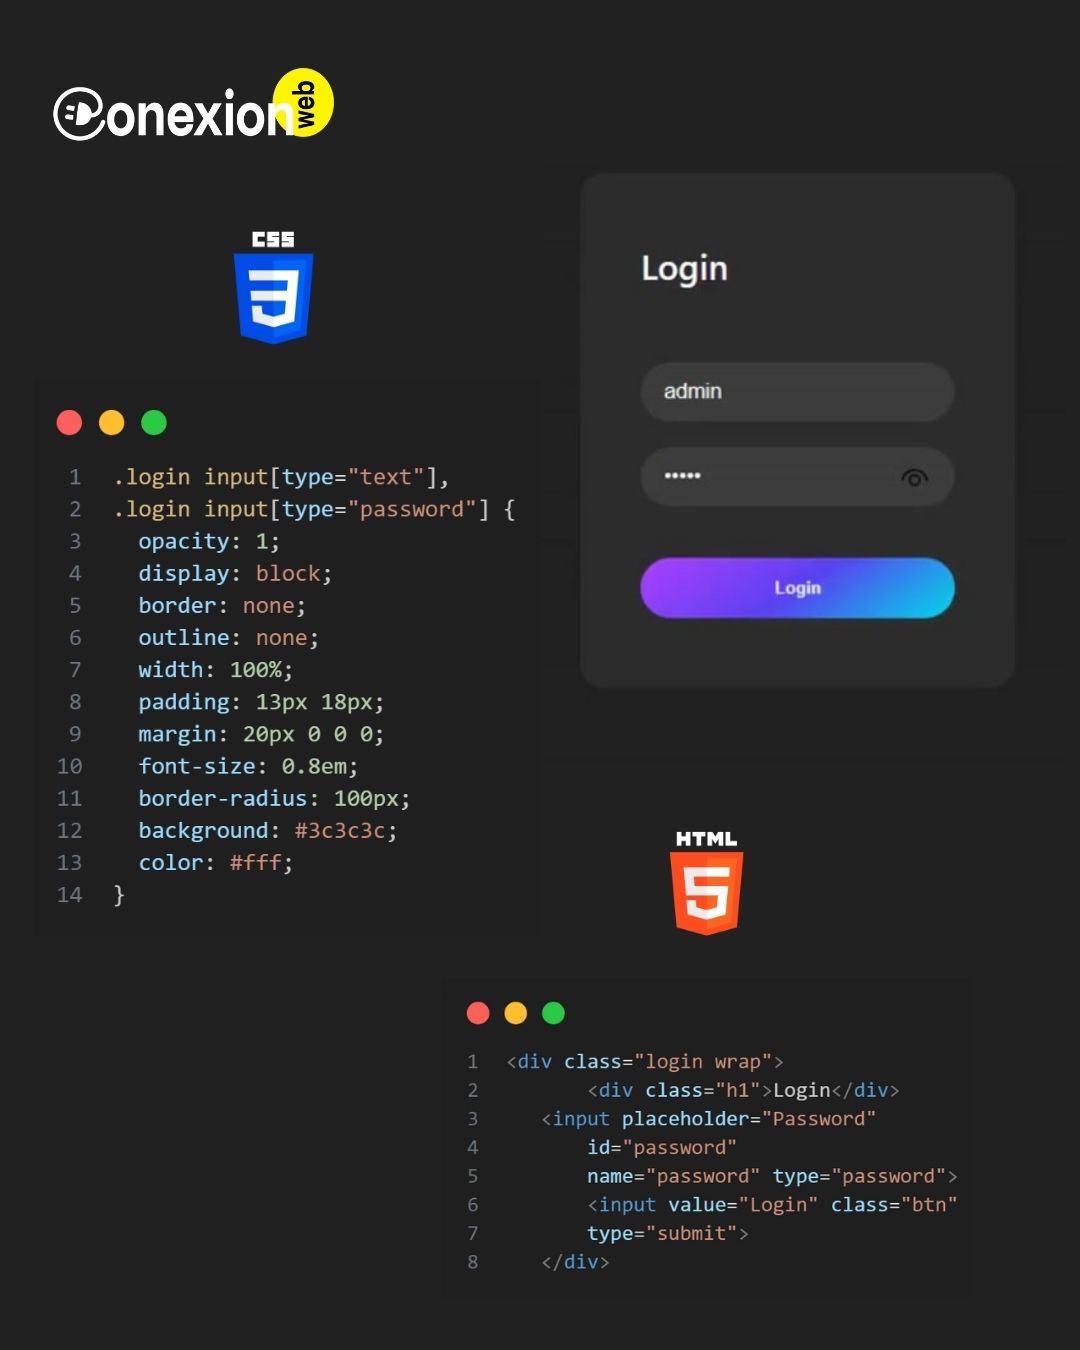 Conexion web
CSS
Login
admin
•••••
Login
1 .login input[type="text"],
2 .login input[type="password"] {
3   opacity: 1;
4   display: block;
5   border: none;
6   outline: none;
7   width: 100%;
8   padding: 13px 18px;
9   margin: 20px 0 0 0;
10   font-size: 0.8em;
11   border-radius: 100px;
12   background: #3c3c3c;
13   color: #fff;
14 }
HTML
1 <div class="login wrap">
2       <div class="h1">Login</div>
3   <input placeholder="Password"
4       id="password"
5       name="password" type="password">
6       <input value="Login" class="btn"
7       type="submit">
8   </div>